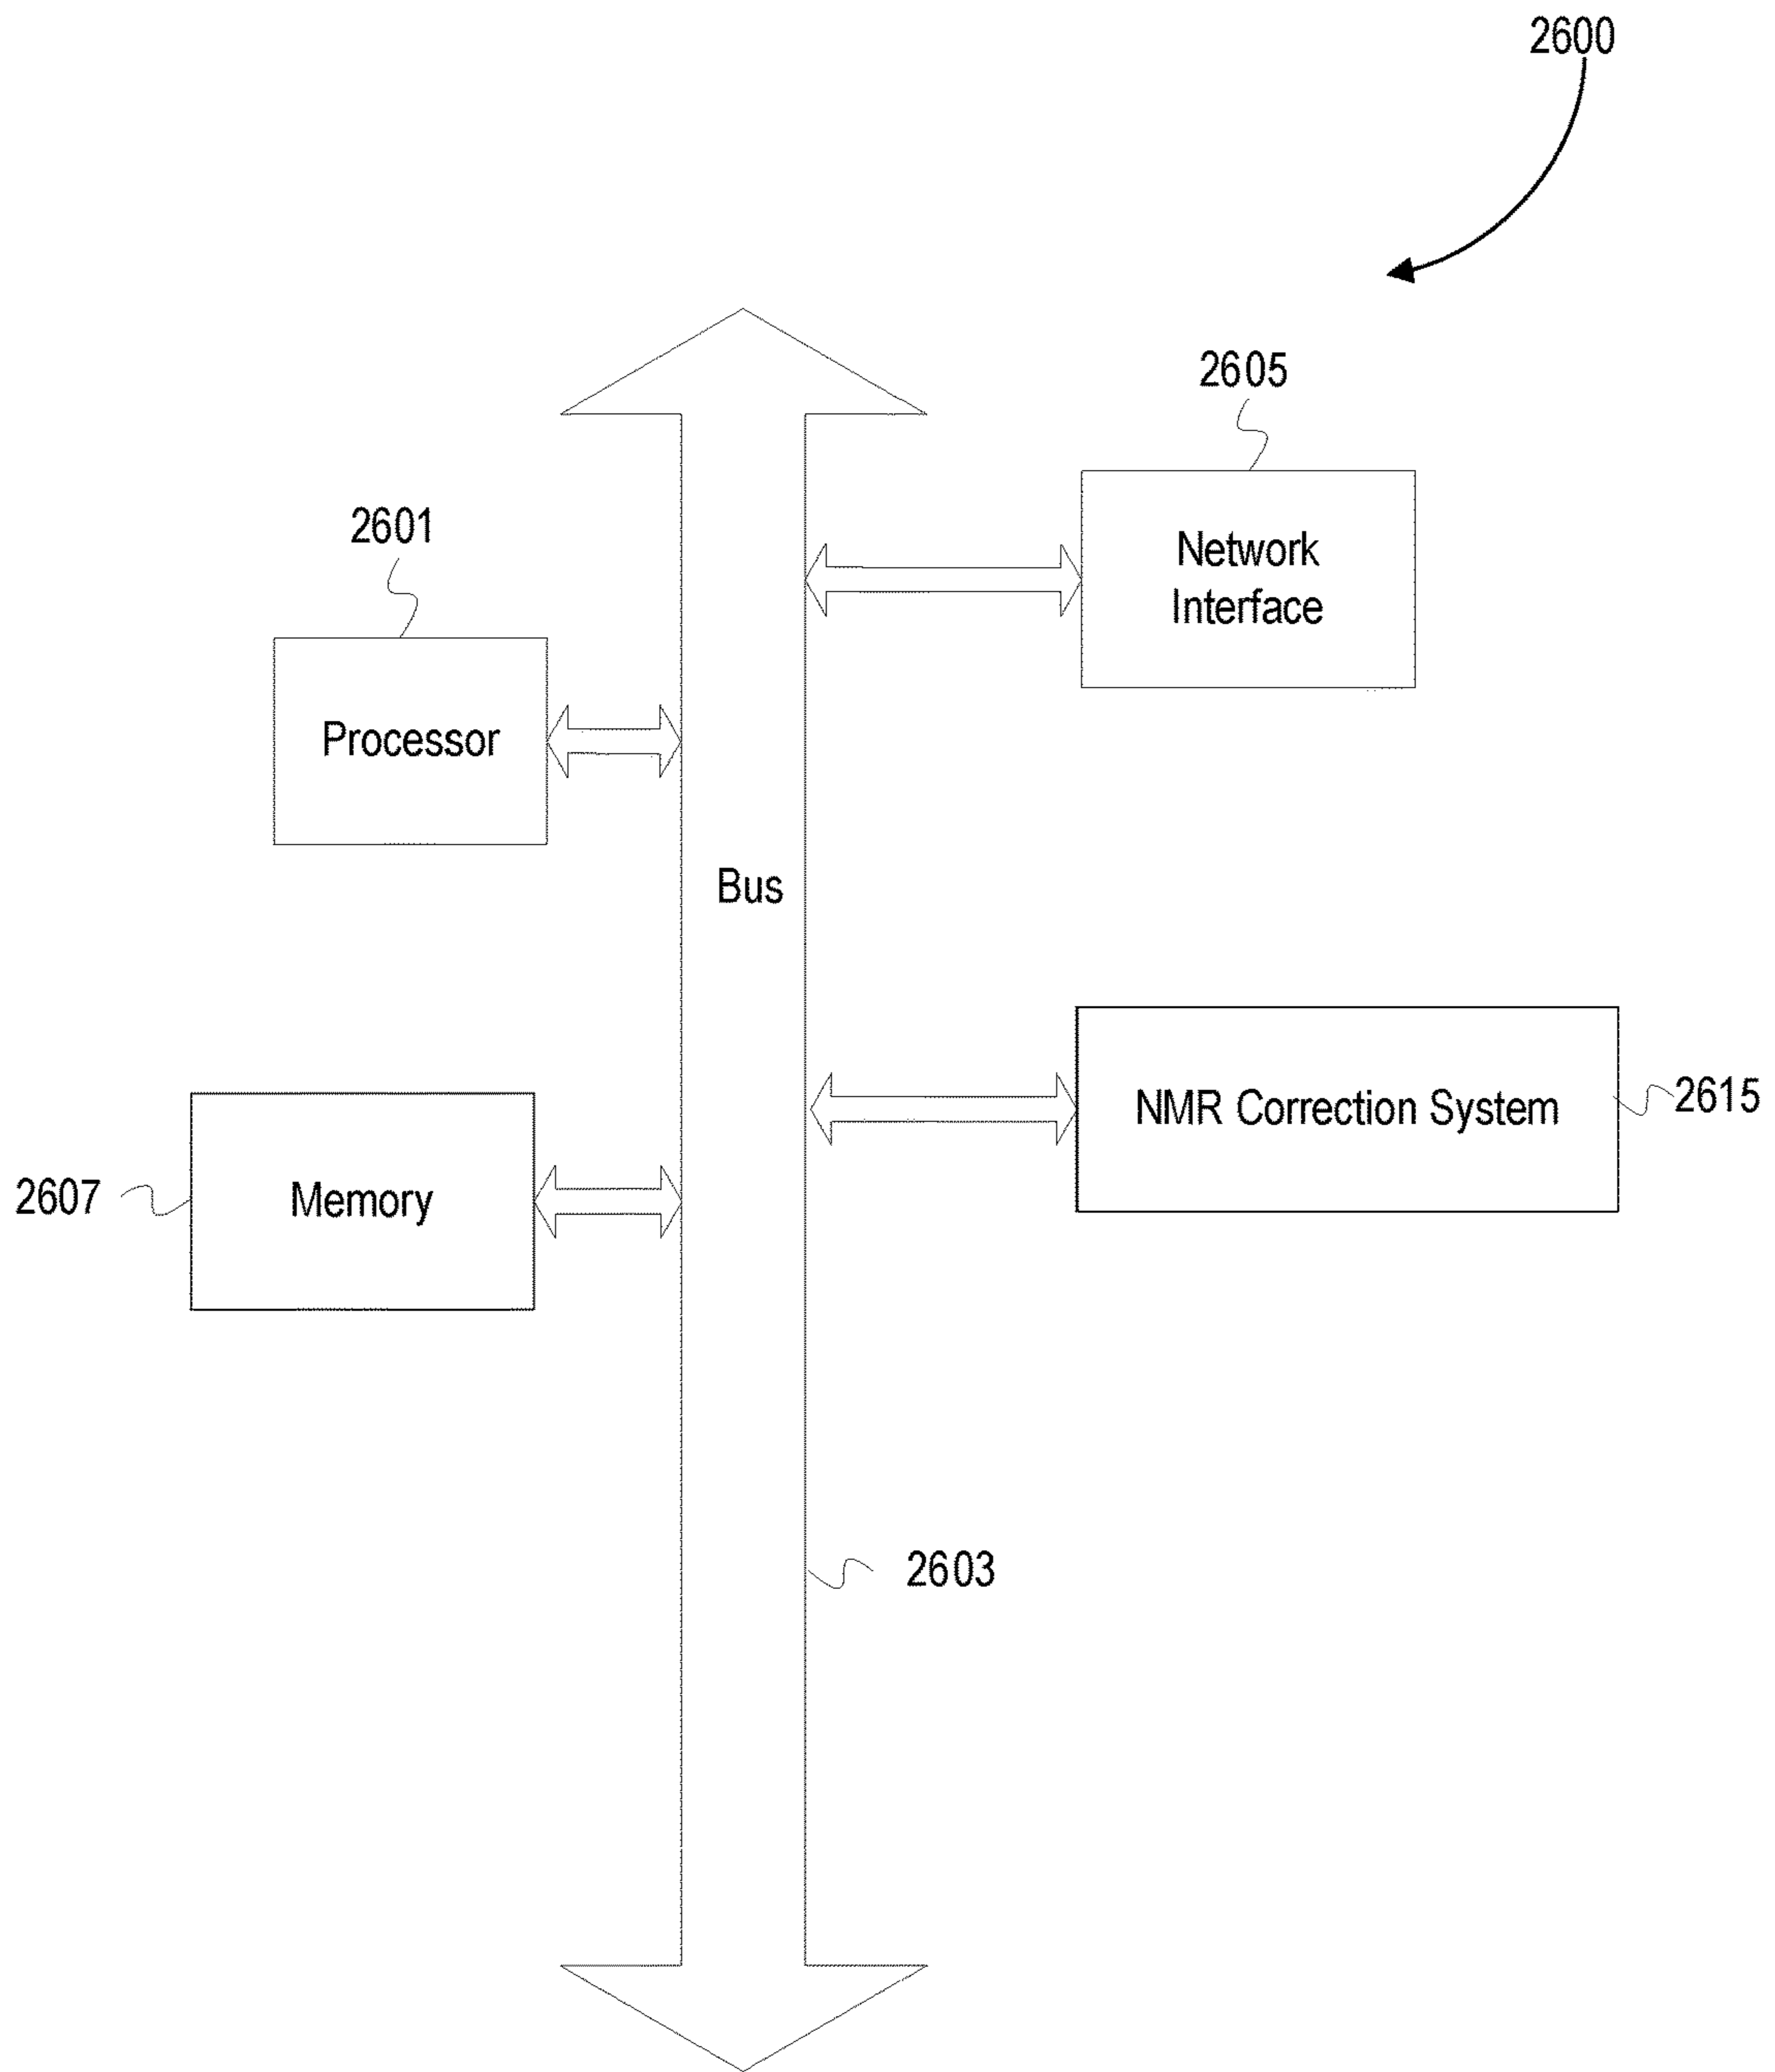 2600
2605
Network
Interface
2601
Processor
Bus
NMR Correction System
2615
2607
Memory
2603